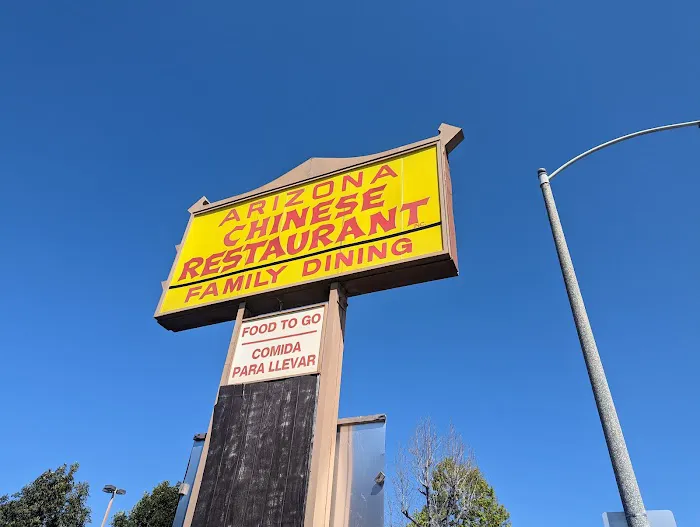 ARIZONA
CHINESE
RESTAURANT
FAMILY DINING
FOOD TO GO
COMIDA
PARA LLEVAR